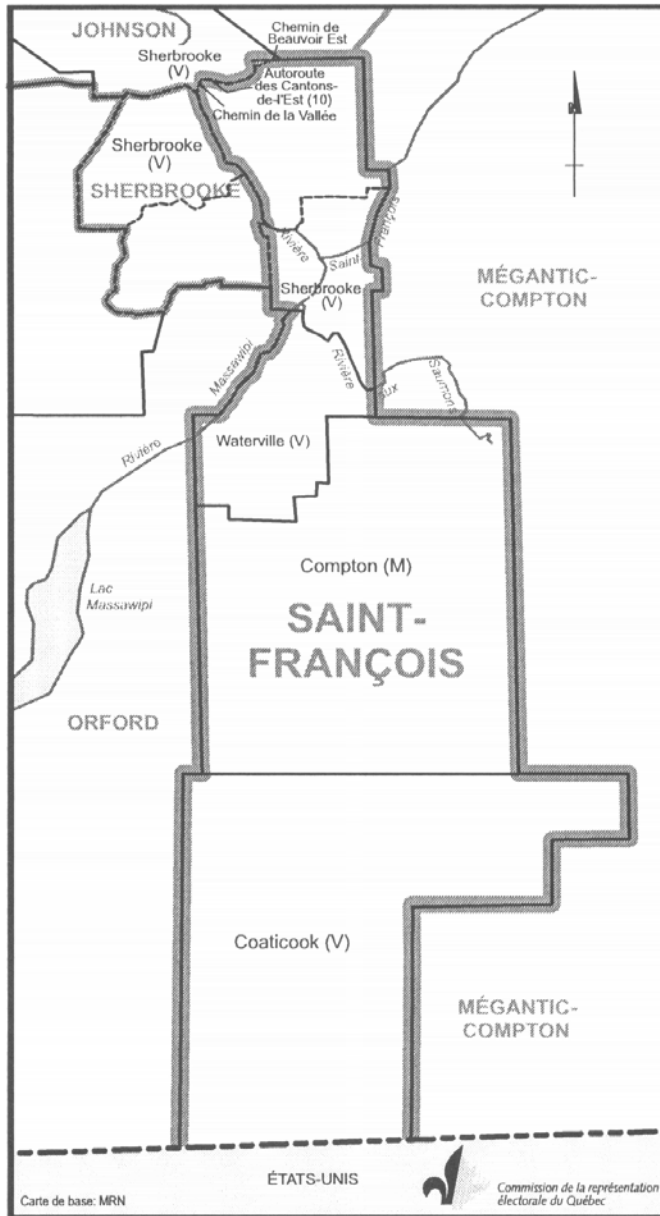 JOHNSON
Chemin de
Beauvoir Est
Sherbrooke
(V)
Autoroute
des Cantons-
de-l'Est (10)
Chemin de la Vallée
Sherbrooke
(V)
SHERBROOKE
Rivière
Saint-
François
Sherbrooke
(V)
MÉGANTIC-
COMPTON
Rivière
Massawipi
Rivière
aux
Saumons
Waterville (V)
Compton (M)
Lac
Massawipi
SAINT-
FRANÇOIS
ORFORD
Coaticook (V)
MÉGANTIC-
COMPTON
ÉTATS-UNIS
Carte de base: MRN
Commission de la représentation
électorale du Québec